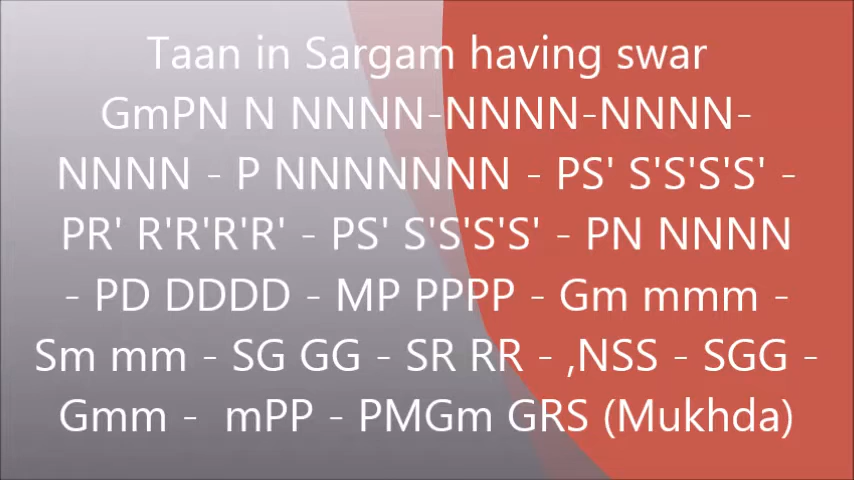 Taan in Sargam having swar
GmPN N NNNN-NNNN-NNNN-
NNNN - P NNNNNNN - PS' S'S'S'S' -
PR' R'R'R'R' - PS' S'S'S'S' - PN NNNN
- PD DDDD - MP PPPP - Gm mmm -
Sm mm - SG GG - SR RR - ,NSS - SGG -
Gmm -  mPP - PMGm GRS (Mukhda)